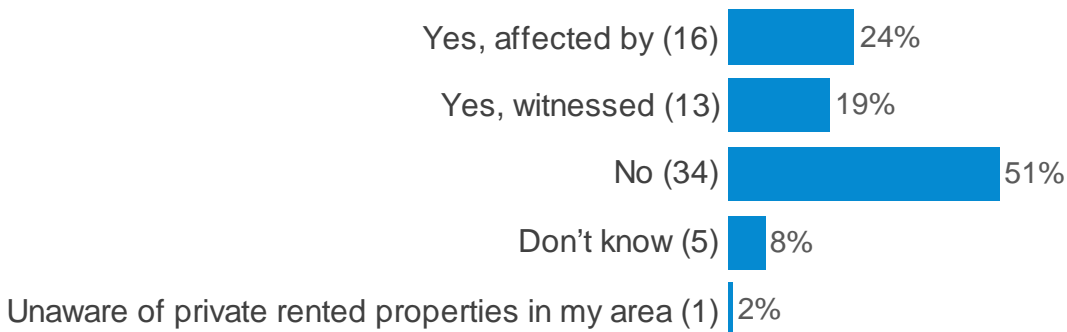 Yes, affected by (16) 24%
Yes, witnessed (13) 19%
No (34) 51%
Don’t know (5) 8%
Unaware of private rented properties in my area (1) 2%